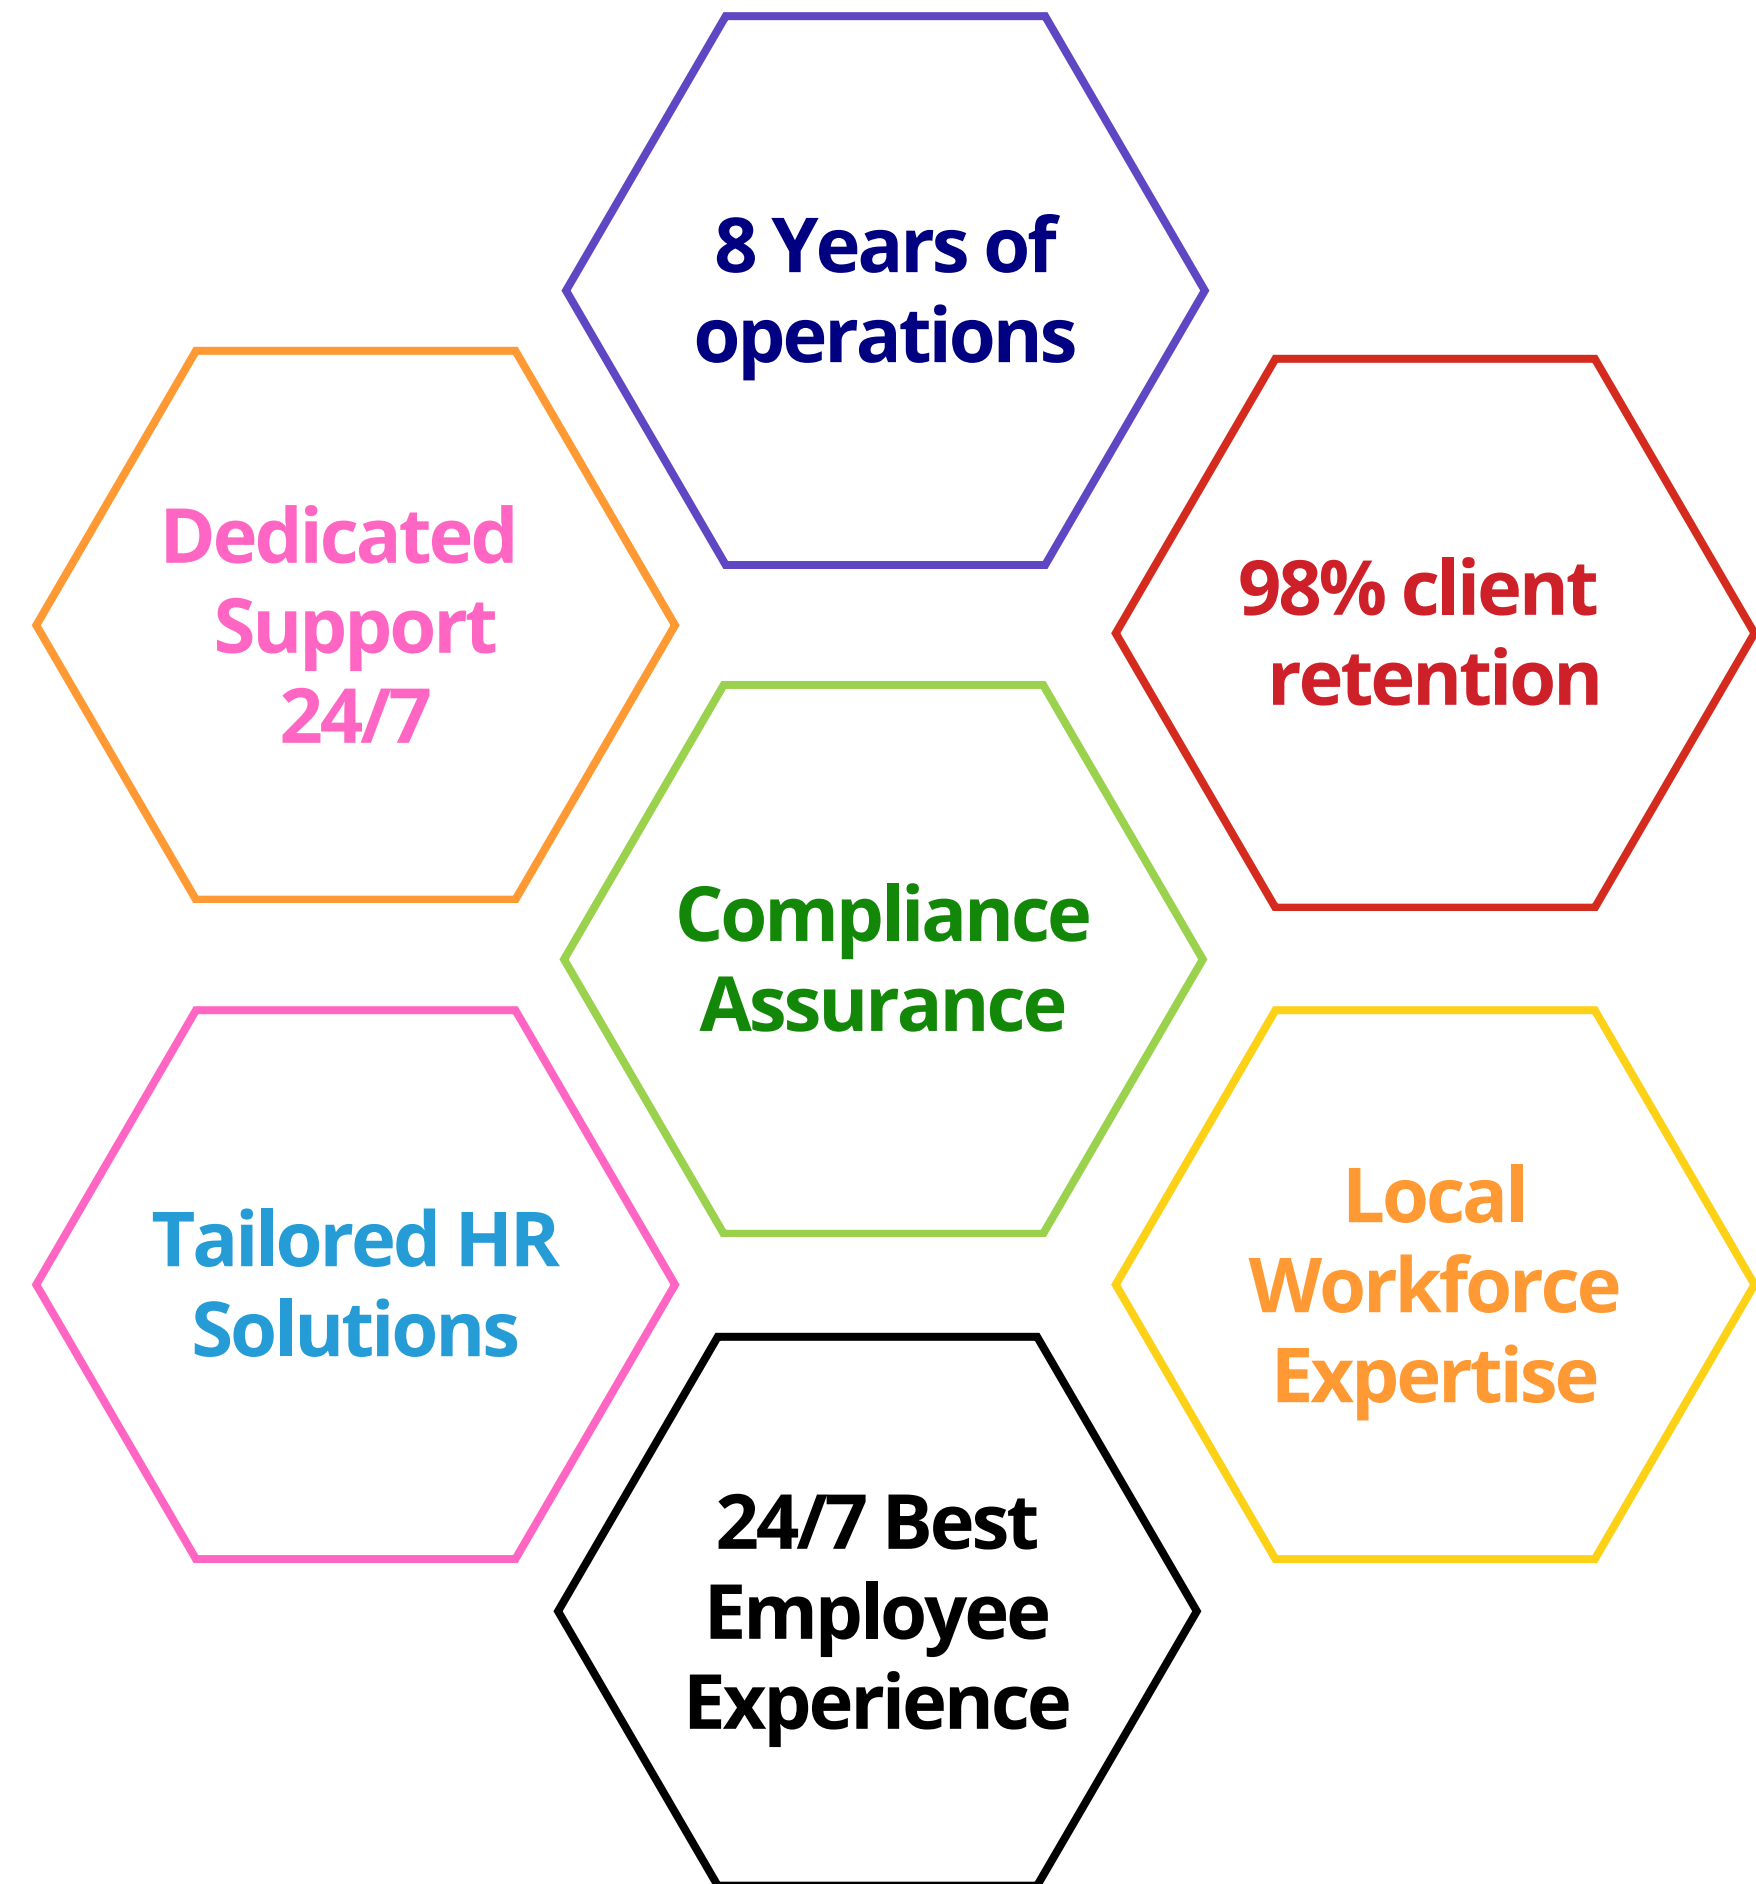 8 Years of
operations
Dedicated
Support
24/7
98% client
retention
Compliance
Assurance
Tailored HR
Solutions
Local
Workforce
Expertise
24/7 Best
Employee
Experience